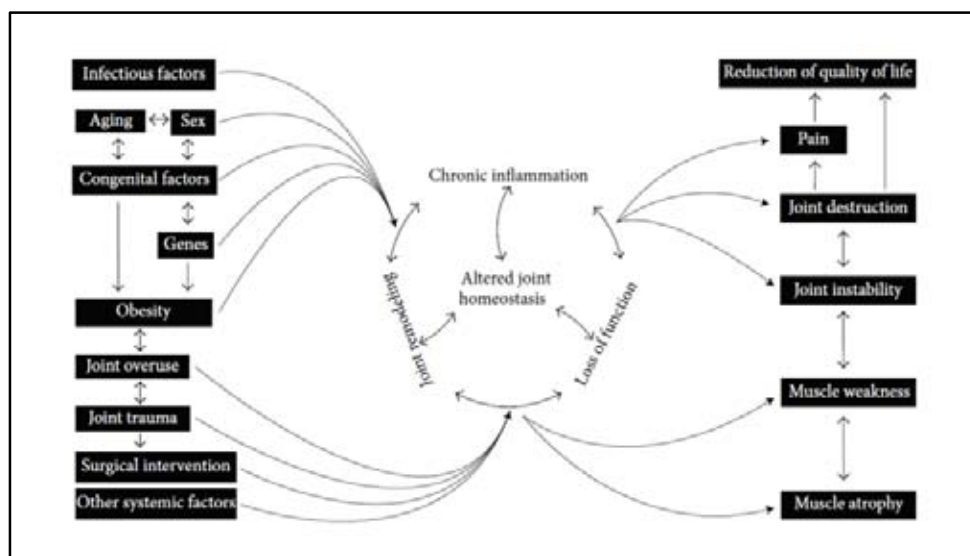 Infectious factors
Aging
Sex
Congenital factors
Genes
Obesity
Joint overuse
Joint trauma
Surgical intervention
Other systemic factors
Chronic inflammation
Altered joint
homeostasis
Joint remodeling
Loss of function
Reduction of quality of life
Pain
Joint destruction
Joint instability
Muscle weakness
Muscle atrophy